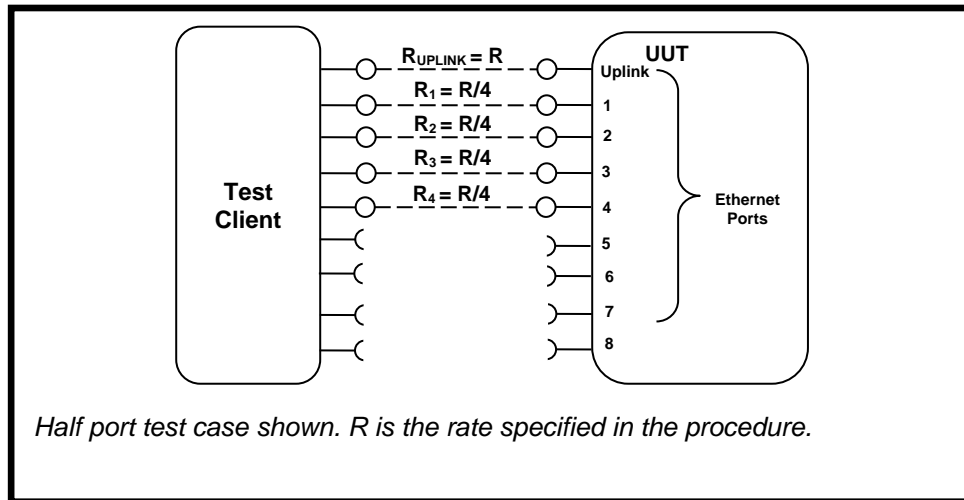 R_UPLINK = R
UUT
Uplink
R1 = R/4
1
R2 = R/4
2
R3 = R/4
3
Test
Client
Ethernet
Ports
R4 = R/4
4
5
6
7
8
Half port test case shown. R is the rate specified in the procedure.